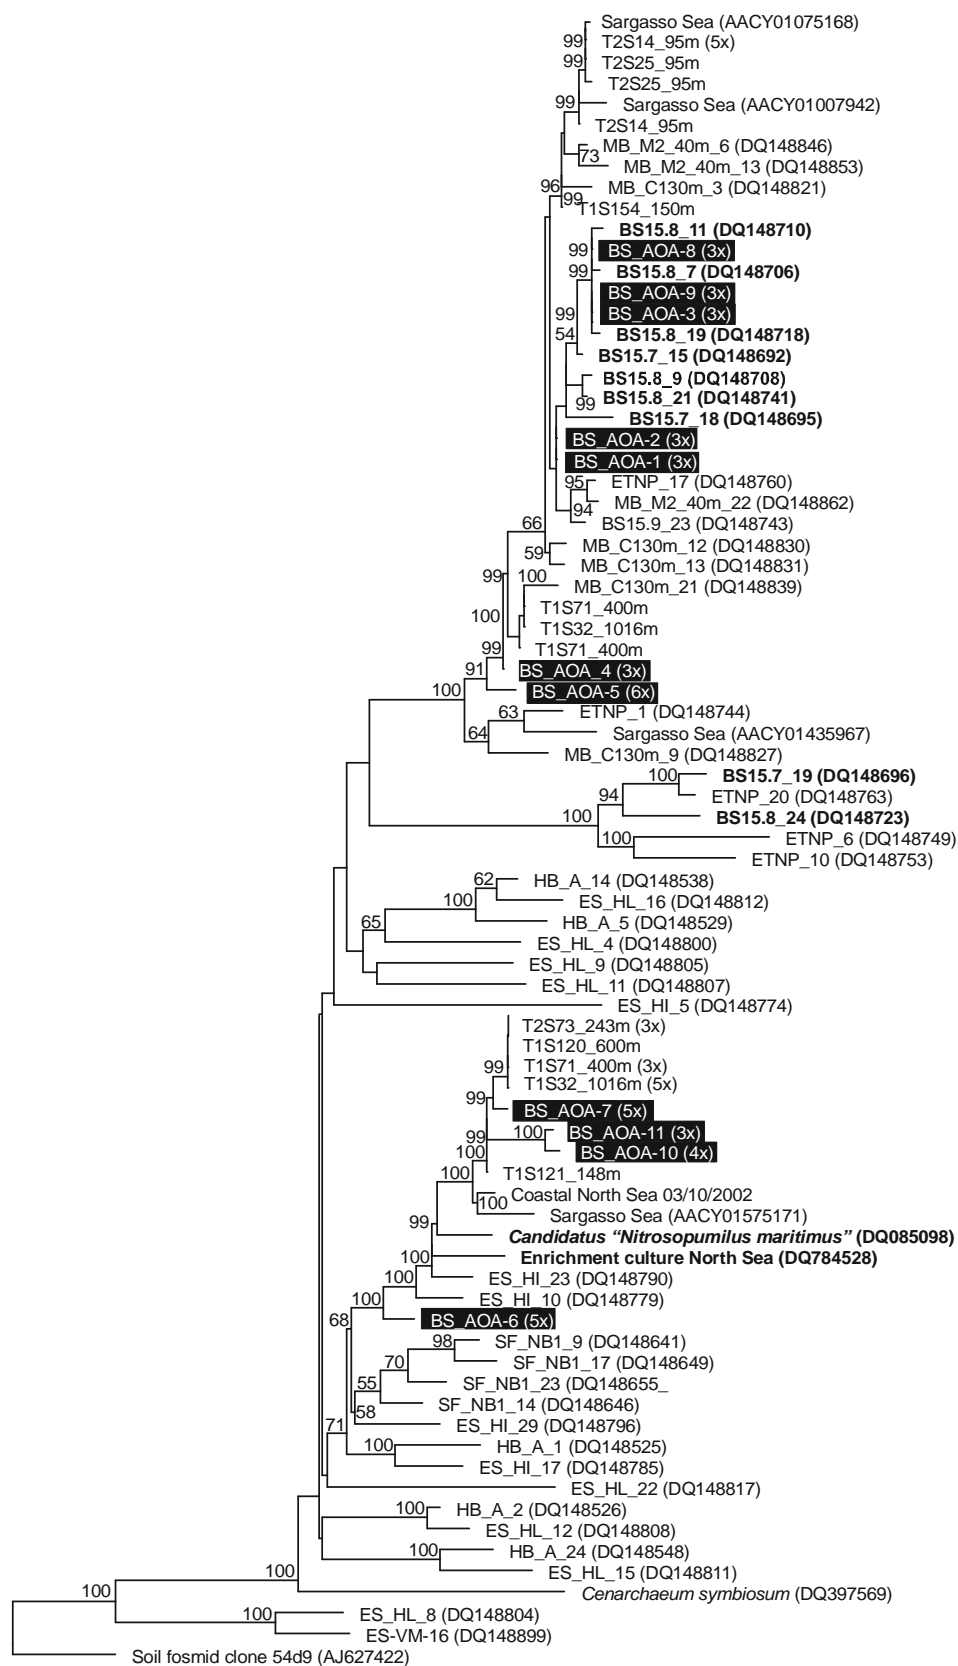 Sargasso Sea (AACY01075168)
99
T2S14_95m (5x)
99
T2S25_95m
T2S25_95m
99
Sargasso Sea (AACY01007942)
T2S14_95m
MB_M2_40m_6 (DQ148846)
73
MB_M2_40m_13 (DQ148853)
96
MB_C130m_3 (DQ148821)
99
T1S154_150m
BS15.8_11 (DQ148710)
99
BS_AOA-8 (3x)
99
BS15.8_7 (DQ148706)
BS_AOA-9 (3x)
99
BS_AOA-3 (3x)
54
BS15.8_19 (DQ148718)
BS15.7_15 (DQ148692)
BS15.8_9 (DQ148708)
99
BS15.8_21 (DQ148741)
BS15.7_18 (DQ148695)
BS_AOA-2 (3x)
BS_AOA-1 (3x)
95
ETNP_17 (DQ148760)
MB_M2_40m_22 (DQ148862)
94
BS15.9_23 (DQ148743)
66
MB_C130m_12 (DQ148830)
59
MB_C130m_13 (DQ148831)
99
100
MB_C130m_21 (DQ148839)
T1S71_400m
100
T1S32_1016m
99
T1S71_400m
91
BS_AOA_4 (3x)
100
BS_AOA-5 (6x)
63
ETNP_1 (DQ148744)
64
Sargasso Sea (AACY01435967)
MB_C130m_9 (DQ148827)
100
BS15.7_19 (DQ148696)
94
ETNP_20 (DQ148763)
100
BS15.8_24 (DQ148723)
100
ETNP_6 (DQ148749)
ETNP_10 (DQ148753)
62
HB_A_14 (DQ148538)
100
ES_HL_16 (DQ148812)
65
HB_A_5 (DQ148529)
ES_HL_4 (DQ148800)
ES_HL_9 (DQ148805)
ES_HL_11 (DQ148807)
ES_HI_5 (DQ148774)
T2S73_243m (3x)
T1S120_600m
99
T1S71_400m (3x)
T1S32_1016m (5x)
99
BS_AOA-7 (5x)
99
100
BS_AOA-11 (3x)
100
BS_AOA-10 (4x)
100
T1S121_148m
Coastal North Sea 03/10/2002
100
Sargasso Sea (AACY01575171)
99
Candidatus “Nitrosopumilus maritimus” (DQ085098)
100
Enrichment culture North Sea (DQ784528)
100
ES_HI_23 (DQ148790)
100
ES_HI_10 (DQ148779)
68
BS_AOA-6 (5x)
98
SF_NB1_9 (DQ148641)
70
SF_NB1_17 (DQ148649)
55
SF_NB1_23 (DQ148655_
SF_NB1_14 (DQ148646)
58
ES_HI_29 (DQ148796)
71
100
HB_A_1 (DQ148525)
ES_HI_17 (DQ148785)
ES_HL_22 (DQ148817)
100
HB_A_2 (DQ148526)
ES_HL_12 (DQ148808)
100
HB_A_24 (DQ148548)
100
ES_HL_15 (DQ148811)
100
Cenarchaeum symbiosum (DQ397569)
100
ES_HL_8 (DQ148804)
ES-VM-16 (DQ148899)
Soil fosmid clone 54d9 (AJ627422)